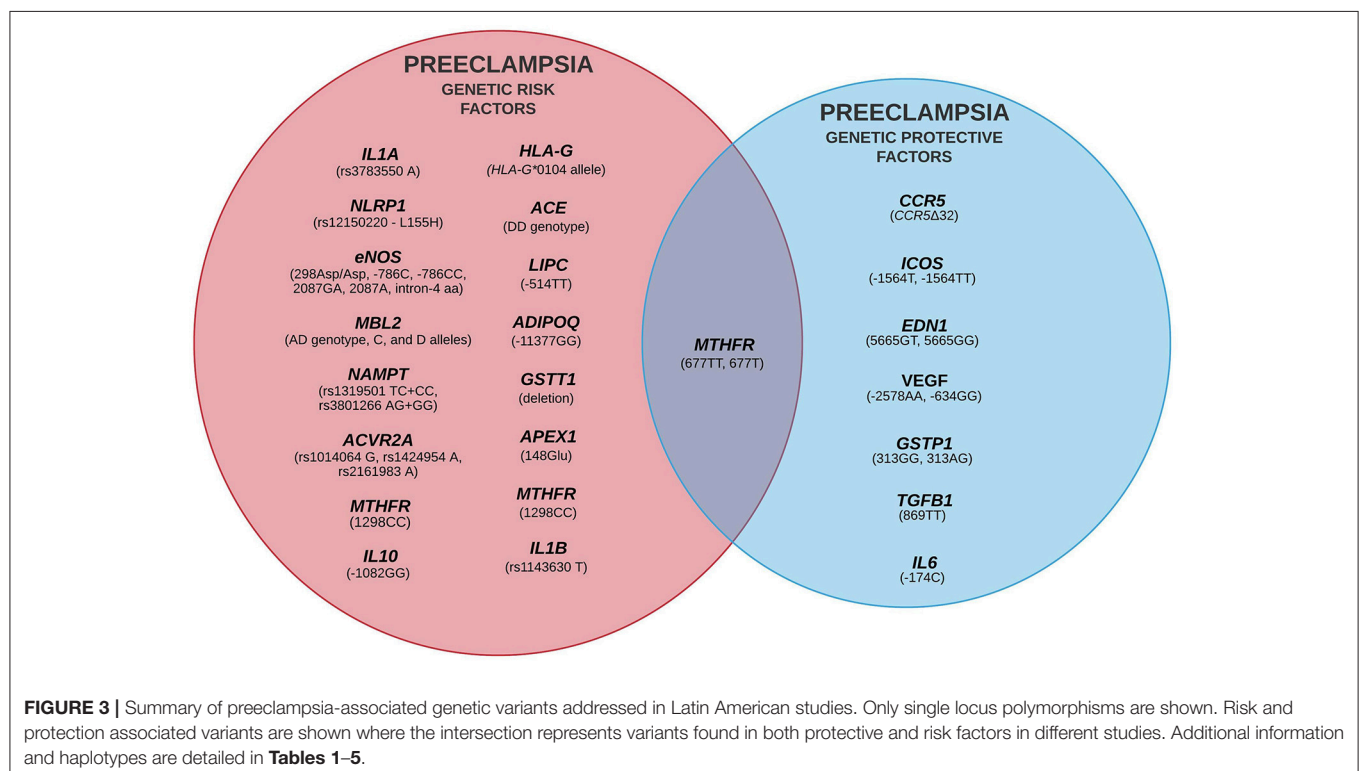 PREECLAMPSIA
GENETIC RISK
FACTORS
IL1A
(rs3783550 A)
NLRP1
(rs12150220 - L155H)
eNOS
(298Asp/Asp, -786C, -786CC,
2087GA, 2087A, intron-4 aa)
MBL2
(AD genotype, C, and D alleles)
NAMPT
(rs1319501 TC+CC,
rs3801266 AG+GG)
ACVR2A
(rs1014064 G, rs1424954 A,
rs2161983 A)
MTHFR
(1298CC)
IL10
(-1082GG)
HLA-G
(HLA-G*0104 allele)
ACE
(DD genotype)
LIPC
(-514TT)
ADIPOQ
(-11377GG)
GSTT1
(deletion)
APEX1
(148Glu)
MTHFR
(1298CC)
IL1B
(rs1143630 T)
MTHFR
(677TT, 677T)
PREECLAMPSIA
GENETIC PROTECTIVE
FACTORS
CCR5
(CCR5Δ32)
ICOS
(-1564T, -1564TT)
EDN1
(5665GT, 5665GG)
VEGF
(-2578AA, -634GG)
GSTP1
(313GG, 313AG)
TGFB1
(869TT)
IL6
(-174C)
FIGURE 3 | Summary of preeclampsia-associated genetic variants addressed in Latin American studies. Only single locus polymorphisms are shown. Risk and
protection associated variants are shown where the intersection represents variants found in both protective and risk factors in different studies. Additional information
and haplotypes are detailed in Tables 1–5.